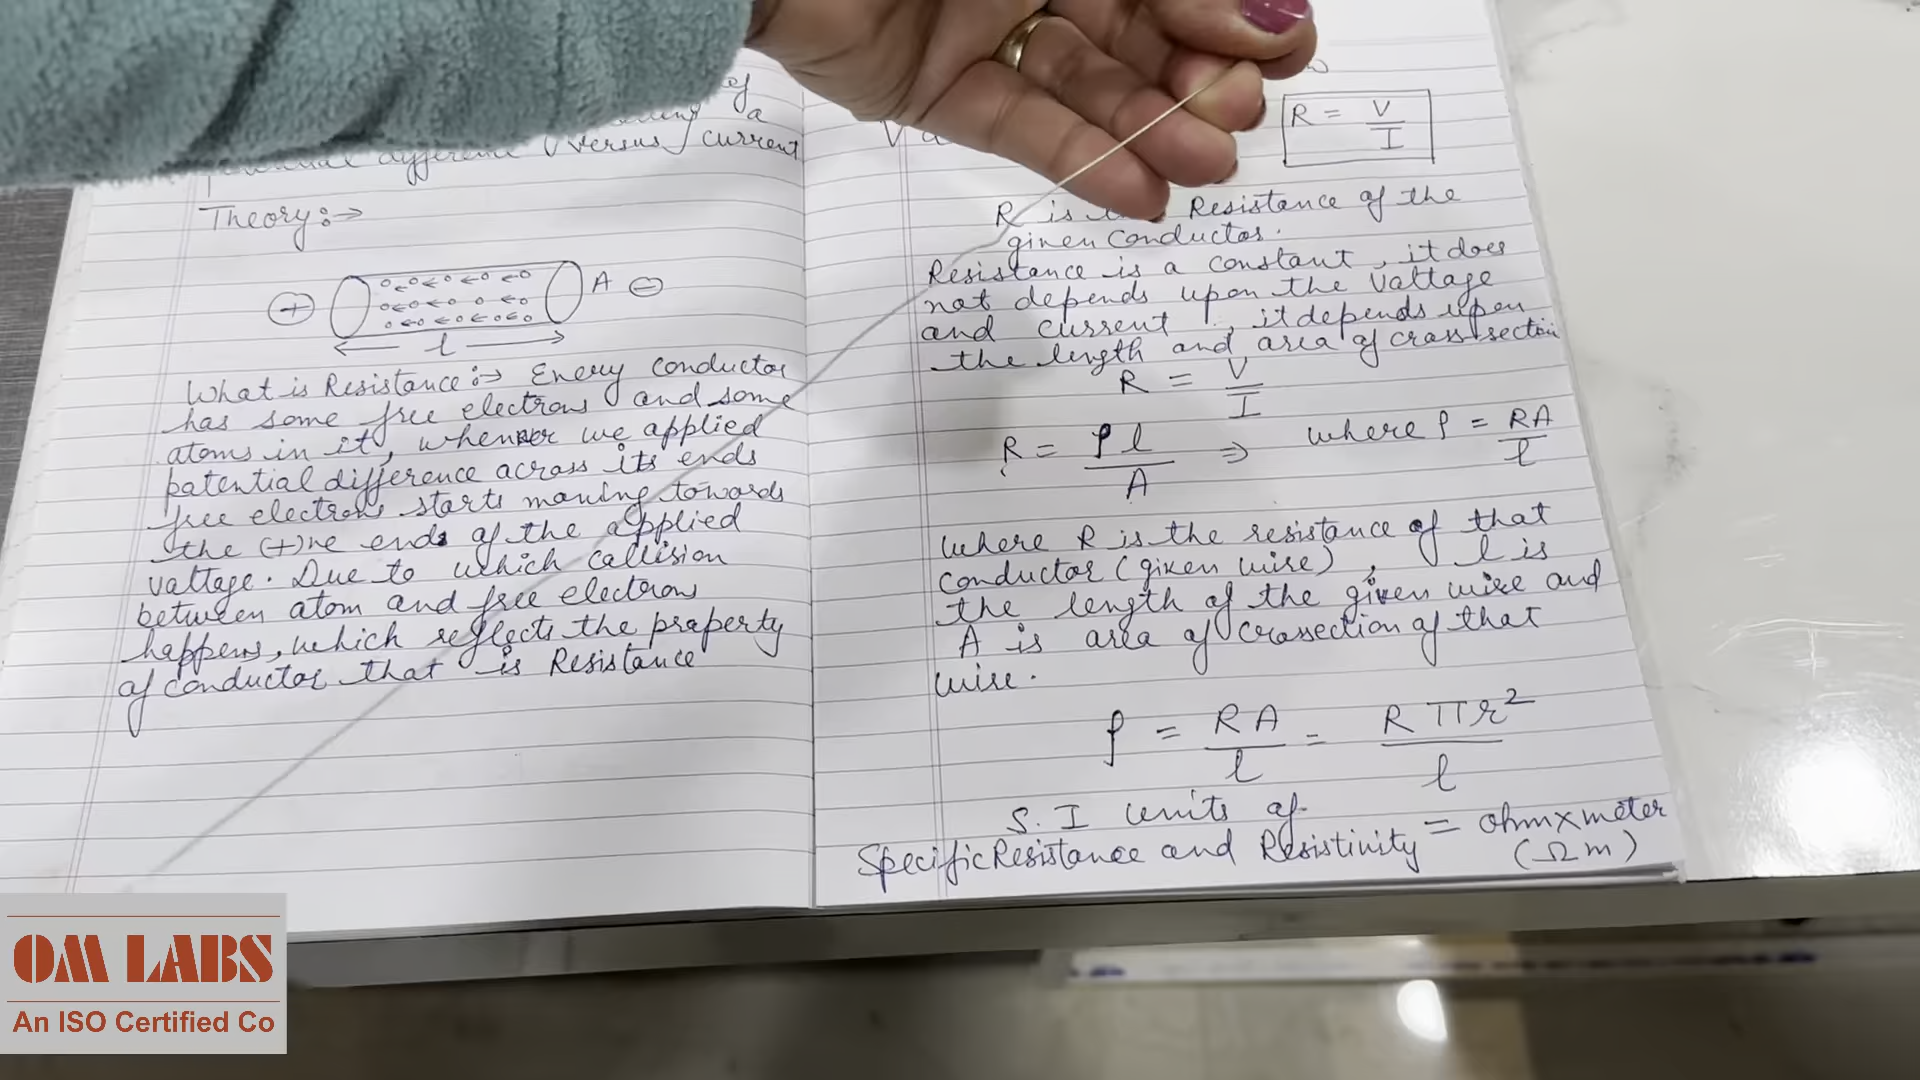 of
a
versus current
Theory:→
+ A −
l
What is Resistance:→ Every conductor
has some free electrons and some
atoms in it, whenever we applied
potential difference across its ends
free electrons starts moving towards
the (+)ve ends of the applied
voltage. Due to which collision
between atom and free electrons
happens, which reflects the property
of conductor that is Resistance
V α
R = V/I
R is Resistance of the
given conductor.
Resistance is a constant, it does
not depends upon the voltage
and current, it depends upon
the length and area of cross section
R = V/I
R = ρl/A ⇒ where ρ = RA/l
where R is the resistance of that
conductor (given wire), l is
the length of the given wire and
A is area of crossection of that
wire.
ρ = RA/l = Rπr²/l
S.I units of
Specific Resistance and Resistivity = ohm×meter
(Ωm)
OM LABS
An ISO Certified Co